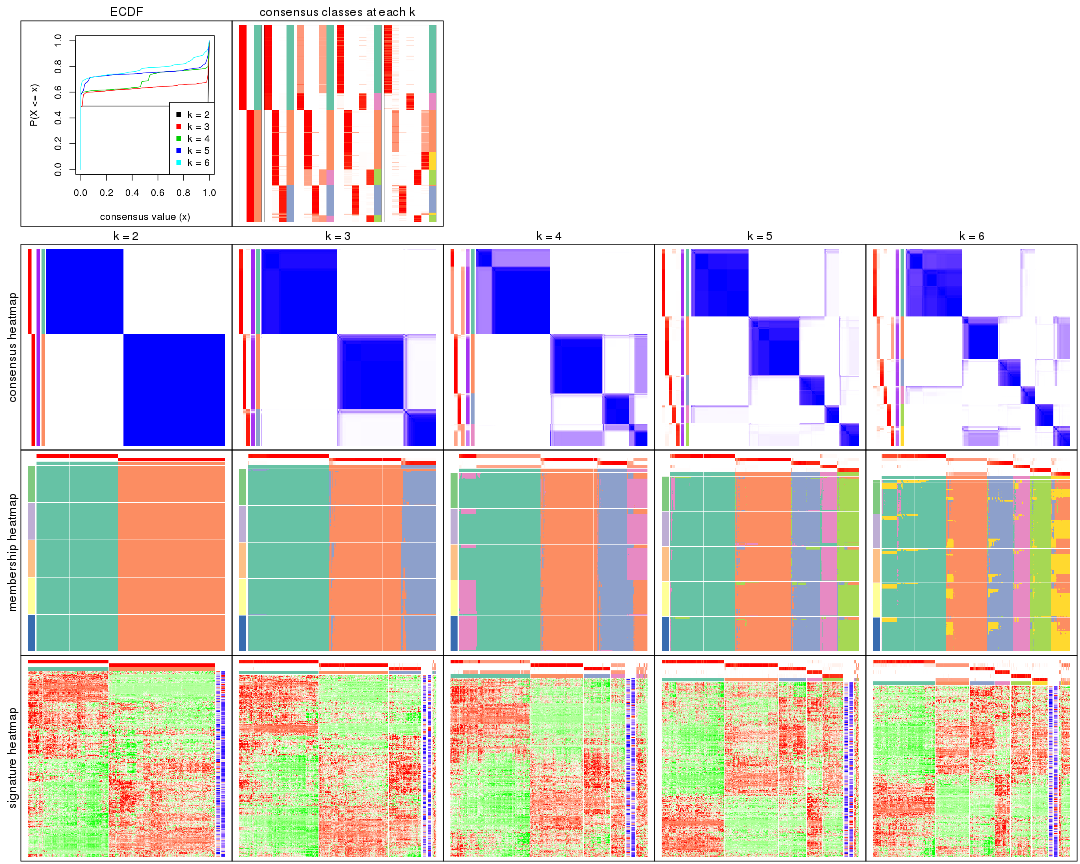 ECDF
consensus classes at each k
P(X <= x)
0.0 0.2 0.4 0.6 0.8 1.0
k = 2
k = 3
k = 4
k = 5
k = 6
0.0 0.2 0.4 0.6 0.8 1.0
consensus value (x)
k = 2
k = 3
k = 4
k = 5
k = 6
consensus heatmap
membership heatmap
signature heatmap